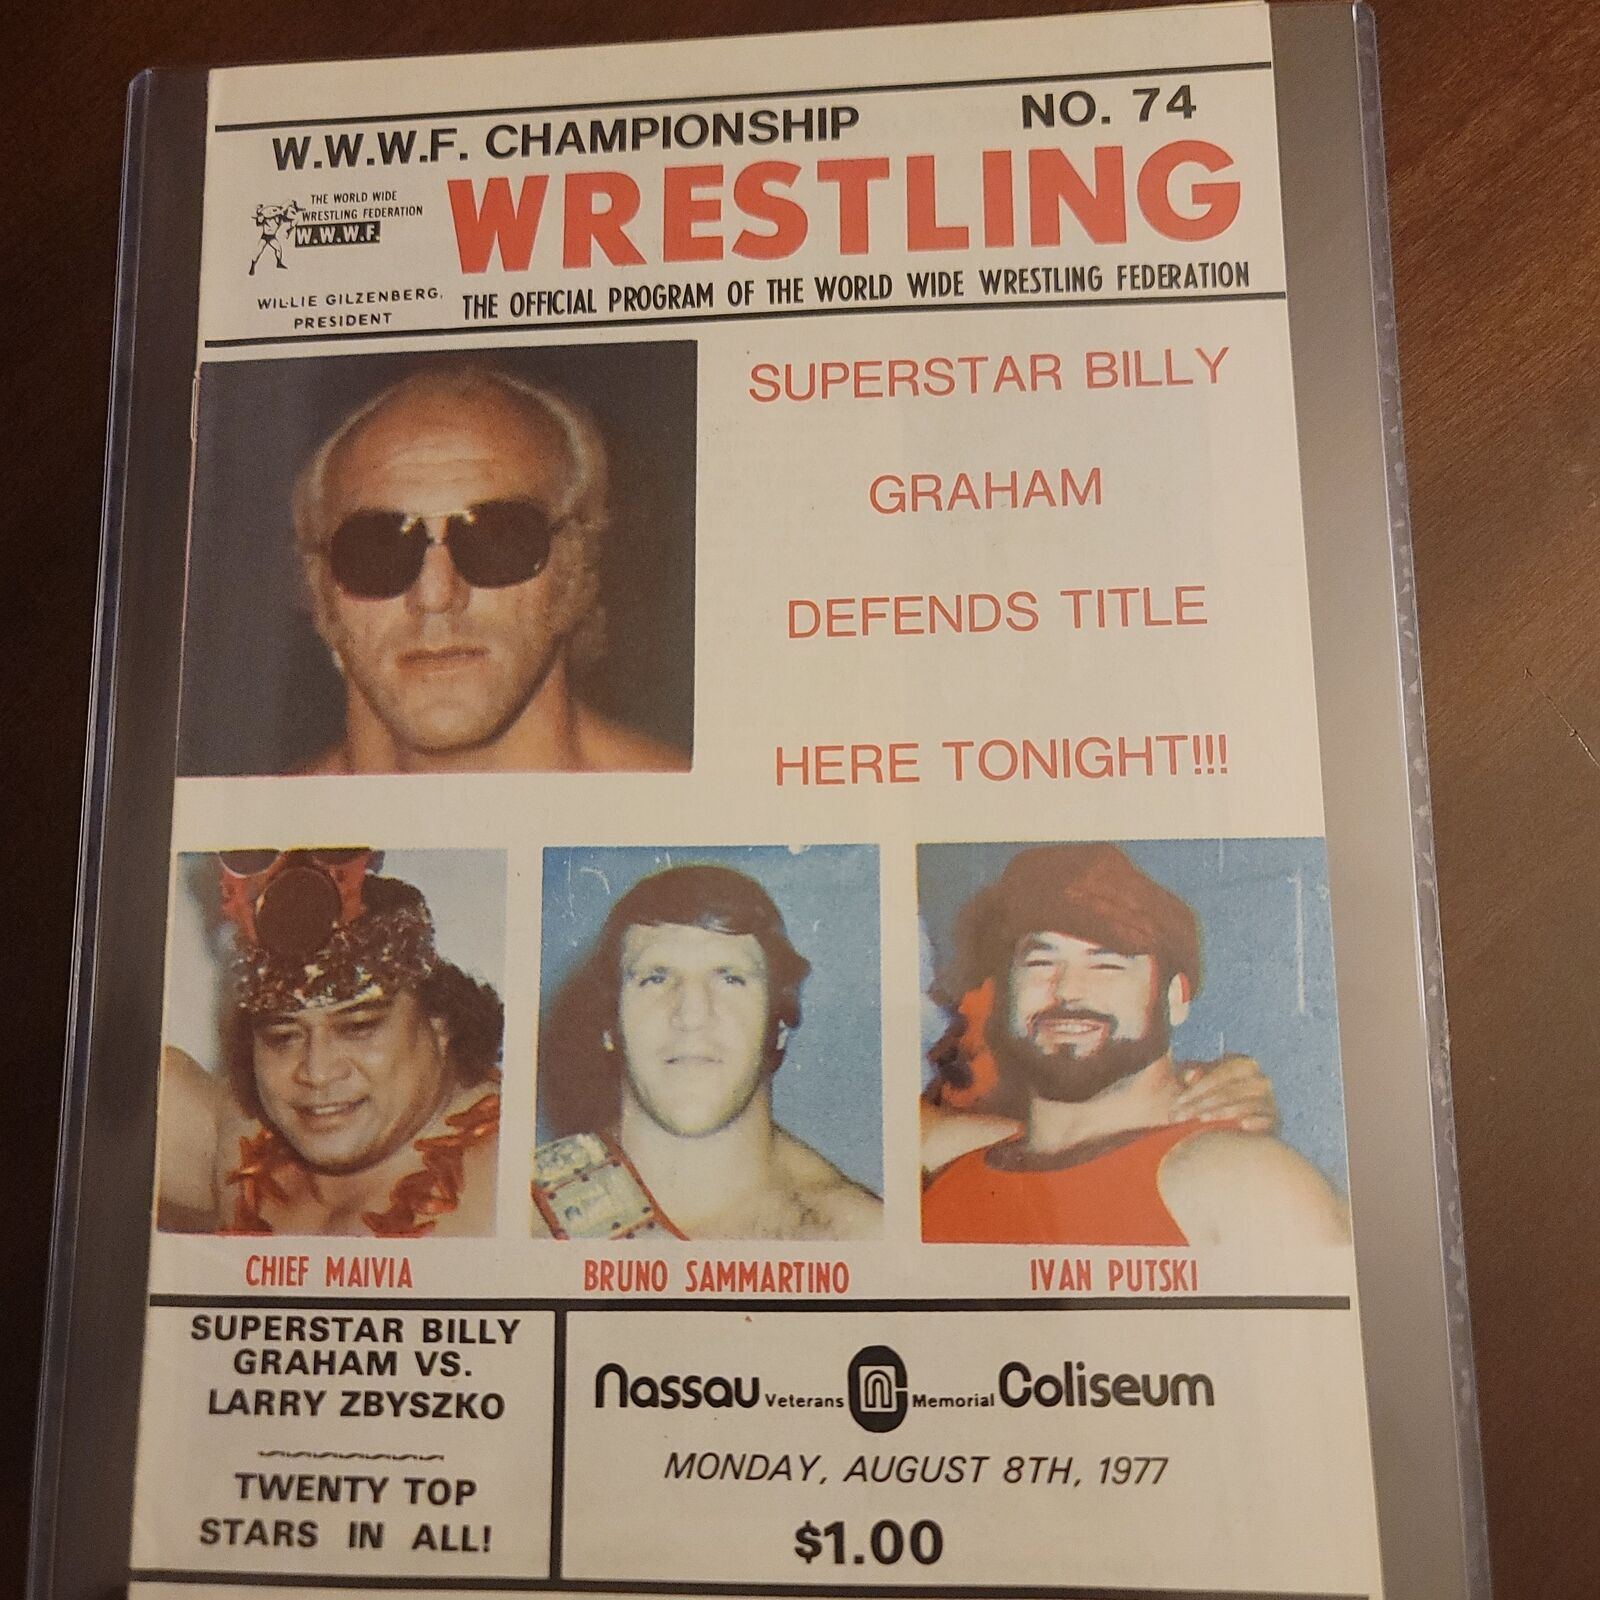 W.W.W.F. CHAMPIONSHIP NO. 74
WRESTLING
THE WORLD WIDE
WRESTLING FEDERATION
W.W.W.F.
WILLIE GILZENBERG,
PRESIDENT
THE OFFICIAL PROGRAM OF THE WORLD WIDE WRESTLING FEDERATION
SUPERSTAR BILLY
GRAHAM
DEFENDS TITLE
HERE TONIGHT!!!
CHIEF MAIVIA
BRUNO SAMMARTINO
IVAN PUTSKI
SUPERSTAR BILLY
GRAHAM VS.
LARRY ZBYSZKO
TWENTY TOP
STARS IN ALL!
Nassau Veterans Memorial Coliseum
MONDAY, AUGUST 8TH, 1977
$1.00